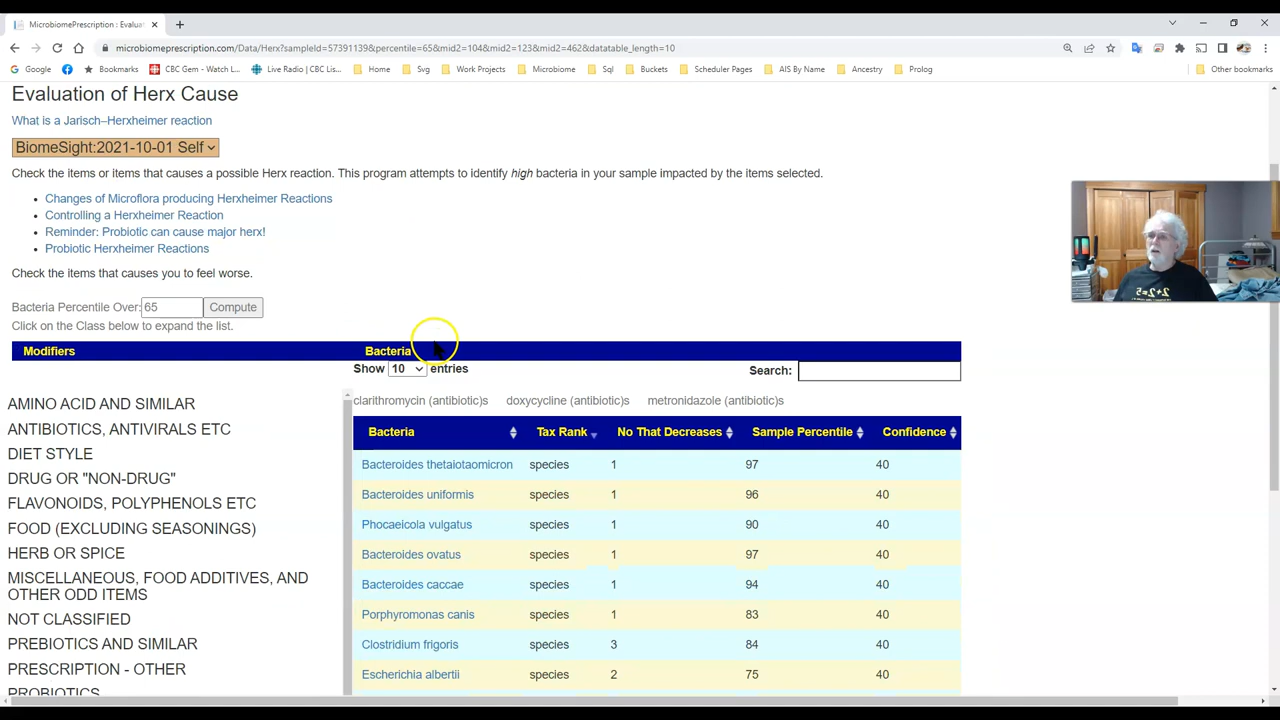 MicrobiomePrescription : Evaluat
microbiomeprescription.com/Data/Herx?sampleId=57391139&percentile=65&mid2=104&mid2=123&mid2=462&datatable_length=10
Google Bookmarks CBC Gem - Watch L... Live Radio | CBC Lis... Home Svg Work Projects Microbiome Sql Buckets Scheduler Pages AIS By Name Ancestry Prolog Other bookmarks
Evaluation of Herx Cause
What is a Jarisch–Herxheimer reaction
BiomeSight:2021-10-01 Self
Check the items or items that causes a possible Herx reaction. This program attempts to identify high bacteria in your sample impacted by the items selected.
Changes of Microflora producing Herxheimer Reactions
Controlling a Herxheimer Reaction
Reminder: Probiotic can cause major herx!
Probiotic Herxheimer Reactions
Check the items that causes you to feel worse.
Bacteria Percentile Over: 65 Compute
Click on the Class below to expand the list.
Modifiers Bacteria
Show 10 entries Search:
clarithromycin (antibiotic)s doxycycline (antibiotic)s metronidazole (antibiotic)s
AMINO ACID AND SIMILAR
ANTIBIOTICS, ANTIVIRALS ETC
DIET STYLE
DRUG OR "NON-DRUG"
FLAVONOIDS, POLYPHENOLS ETC
FOOD (EXCLUDING SEASONINGS)
HERB OR SPICE
MISCELLANEOUS, FOOD ADDITIVES, AND
OTHER ODD ITEMS
NOT CLASSIFIED
PREBIOTICS AND SIMILAR
PRESCRIPTION - OTHER
PROBIOTICS
Bacteria Tax Rank No That Decreases Sample Percentile Confidence
Bacteroides thetaiotaomicron species 1 97 40
Bacteroides uniformis species 1 96 40
Phocaeicola vulgatus species 1 90 40
Bacteroides ovatus species 1 97 40
Bacteroides caccae species 1 94 40
Porphyromonas canis species 1 83 40
Clostridium frigoris species 3 84 40
Escherichia albertii species 2 75 40
2+2=5